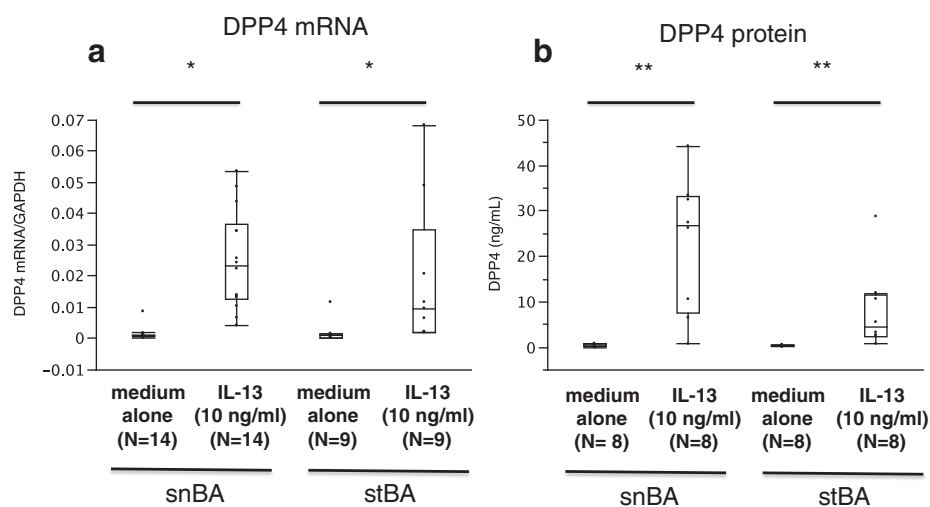 DPP4 mRNA
a
*
*
DPP4 mRNA/GAPDH
0.07
0.06
0.05
0.04
0.03
0.02
0.01
0
−0.01
medium alone (N=14)
IL-13 (10 ng/ml) (N=14)
medium alone (N=9)
IL-13 (10 ng/ml) (N=9)
snBA
stBA
DPP4 protein
b
**
**
DPP4 (ng/mL)
50
40
30
20
10
0
medium alone (N= 8)
IL-13 (10 ng/ml) (N=8)
medium alone (N=8)
IL-13 (10 ng/ml) (N=8)
snBA
stBA